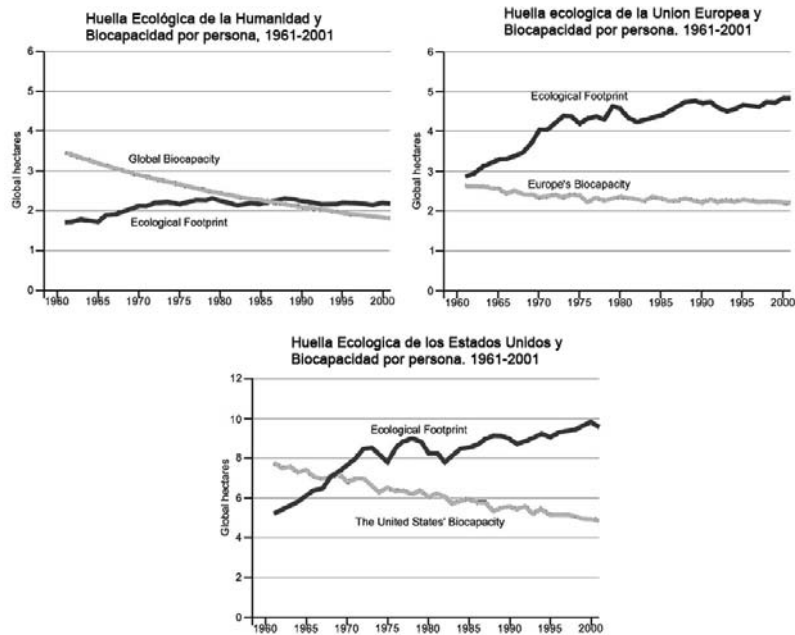 Huella Ecológica de la Humanidad y
Biocapacidad por persona, 1961-2001
6
5
4
3
2
1
0
Global hectares
Global Biocapacity
Ecological Footprint
1960 1965 1970 1975 1980 1985 1990 1995 2000
Huella ecologica de la Union Europea y
Biocapacidad por persona. 1961-2001
6
5
4
3
2
1
0
Global hectares
Ecological Footprint
Europe's Biocapacity
1960 1965 1970 1975 1980 1985 1990 1995 2000
Huella Ecologica de los Estados Unidos y
Biocapacidad por persona. 1961-2001
12
10
8
6
4
2
0
Global hectares
Ecological Footprint
The United States' Biocapacity
1960 1965 1970 1975 1980 1985 1990 1995 2000